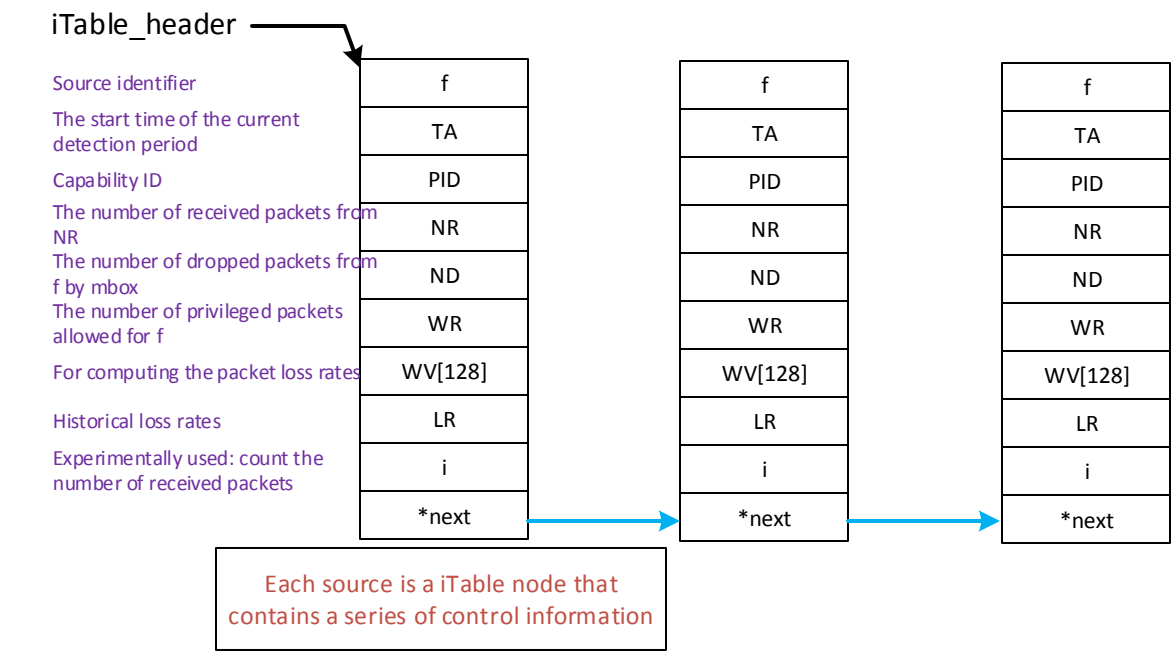 iTable_header
Source identifier
f
f
f
The start time of the current
detection period
TA
TA
TA
Capability ID
PID
PID
PID
The number of received packets from
NR
NR
NR
NR
The number of dropped packets from
f by mbox
ND
ND
ND
The number of privileged packets
allowed for f
WR
WR
WR
For computing the packet loss rates
WV[128]
WV[128]
WV[128]
Historical loss rates
LR
LR
LR
Experimentally used: count the
number of received packets
i
i
i
*next
*next
*next
Each source is a iTable node that
contains a series of control information